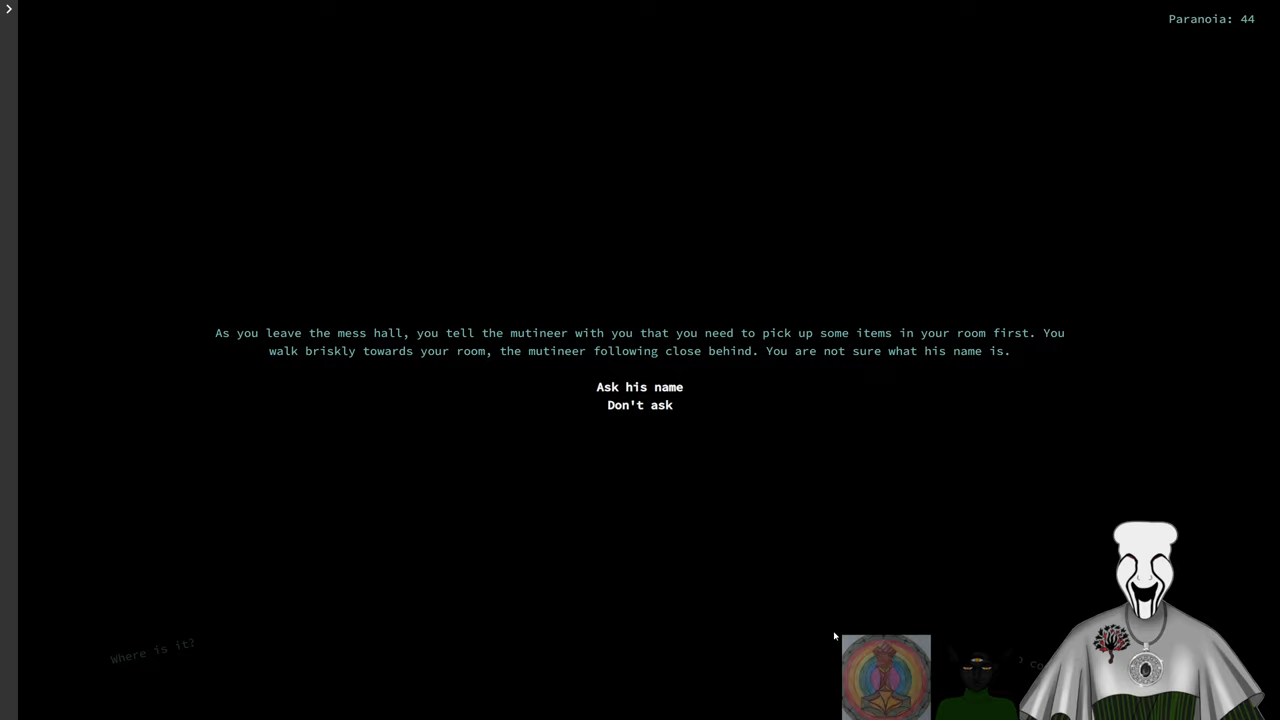 Paranoia: 44
As you leave the mess hall, you tell the mutineer with you that you need to pick up some items in your room first. You
walk briskly towards your room, the mutineer following close behind. You are not sure what his name is.
Ask his name
Don't ask
Where is it?